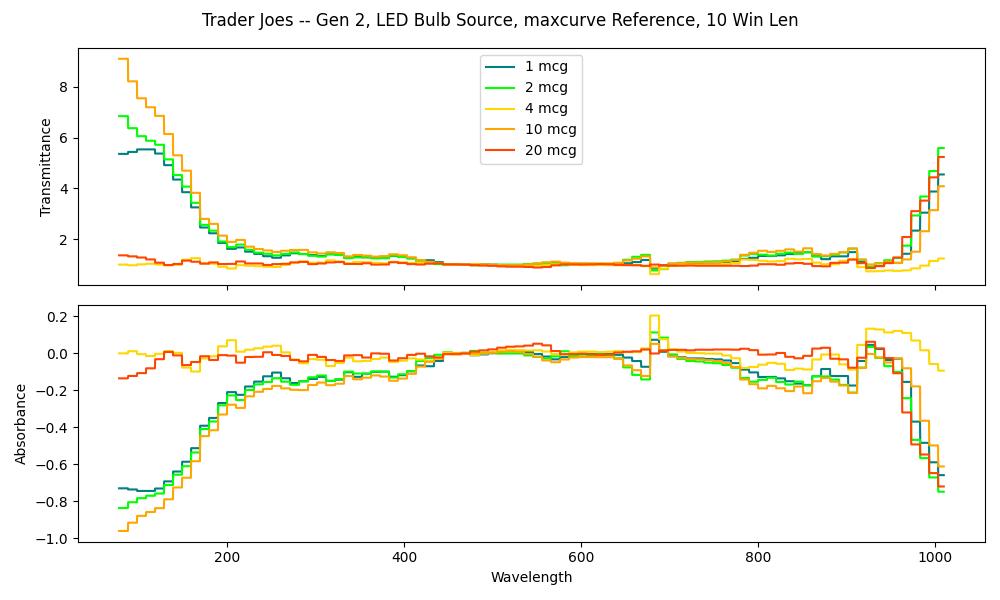 Trader Joes -- Gen 2, LED Bulb Source, maxcurve Reference, 10 Win Len
Transmittance
8
6
4
2
1 mcg
2 mcg
4 mcg
10 mcg
20 mcg
Absorbance
0.2
0.0
−0.2
−0.4
−0.6
−0.8
−1.0
200
400
600
800
1000
Wavelength